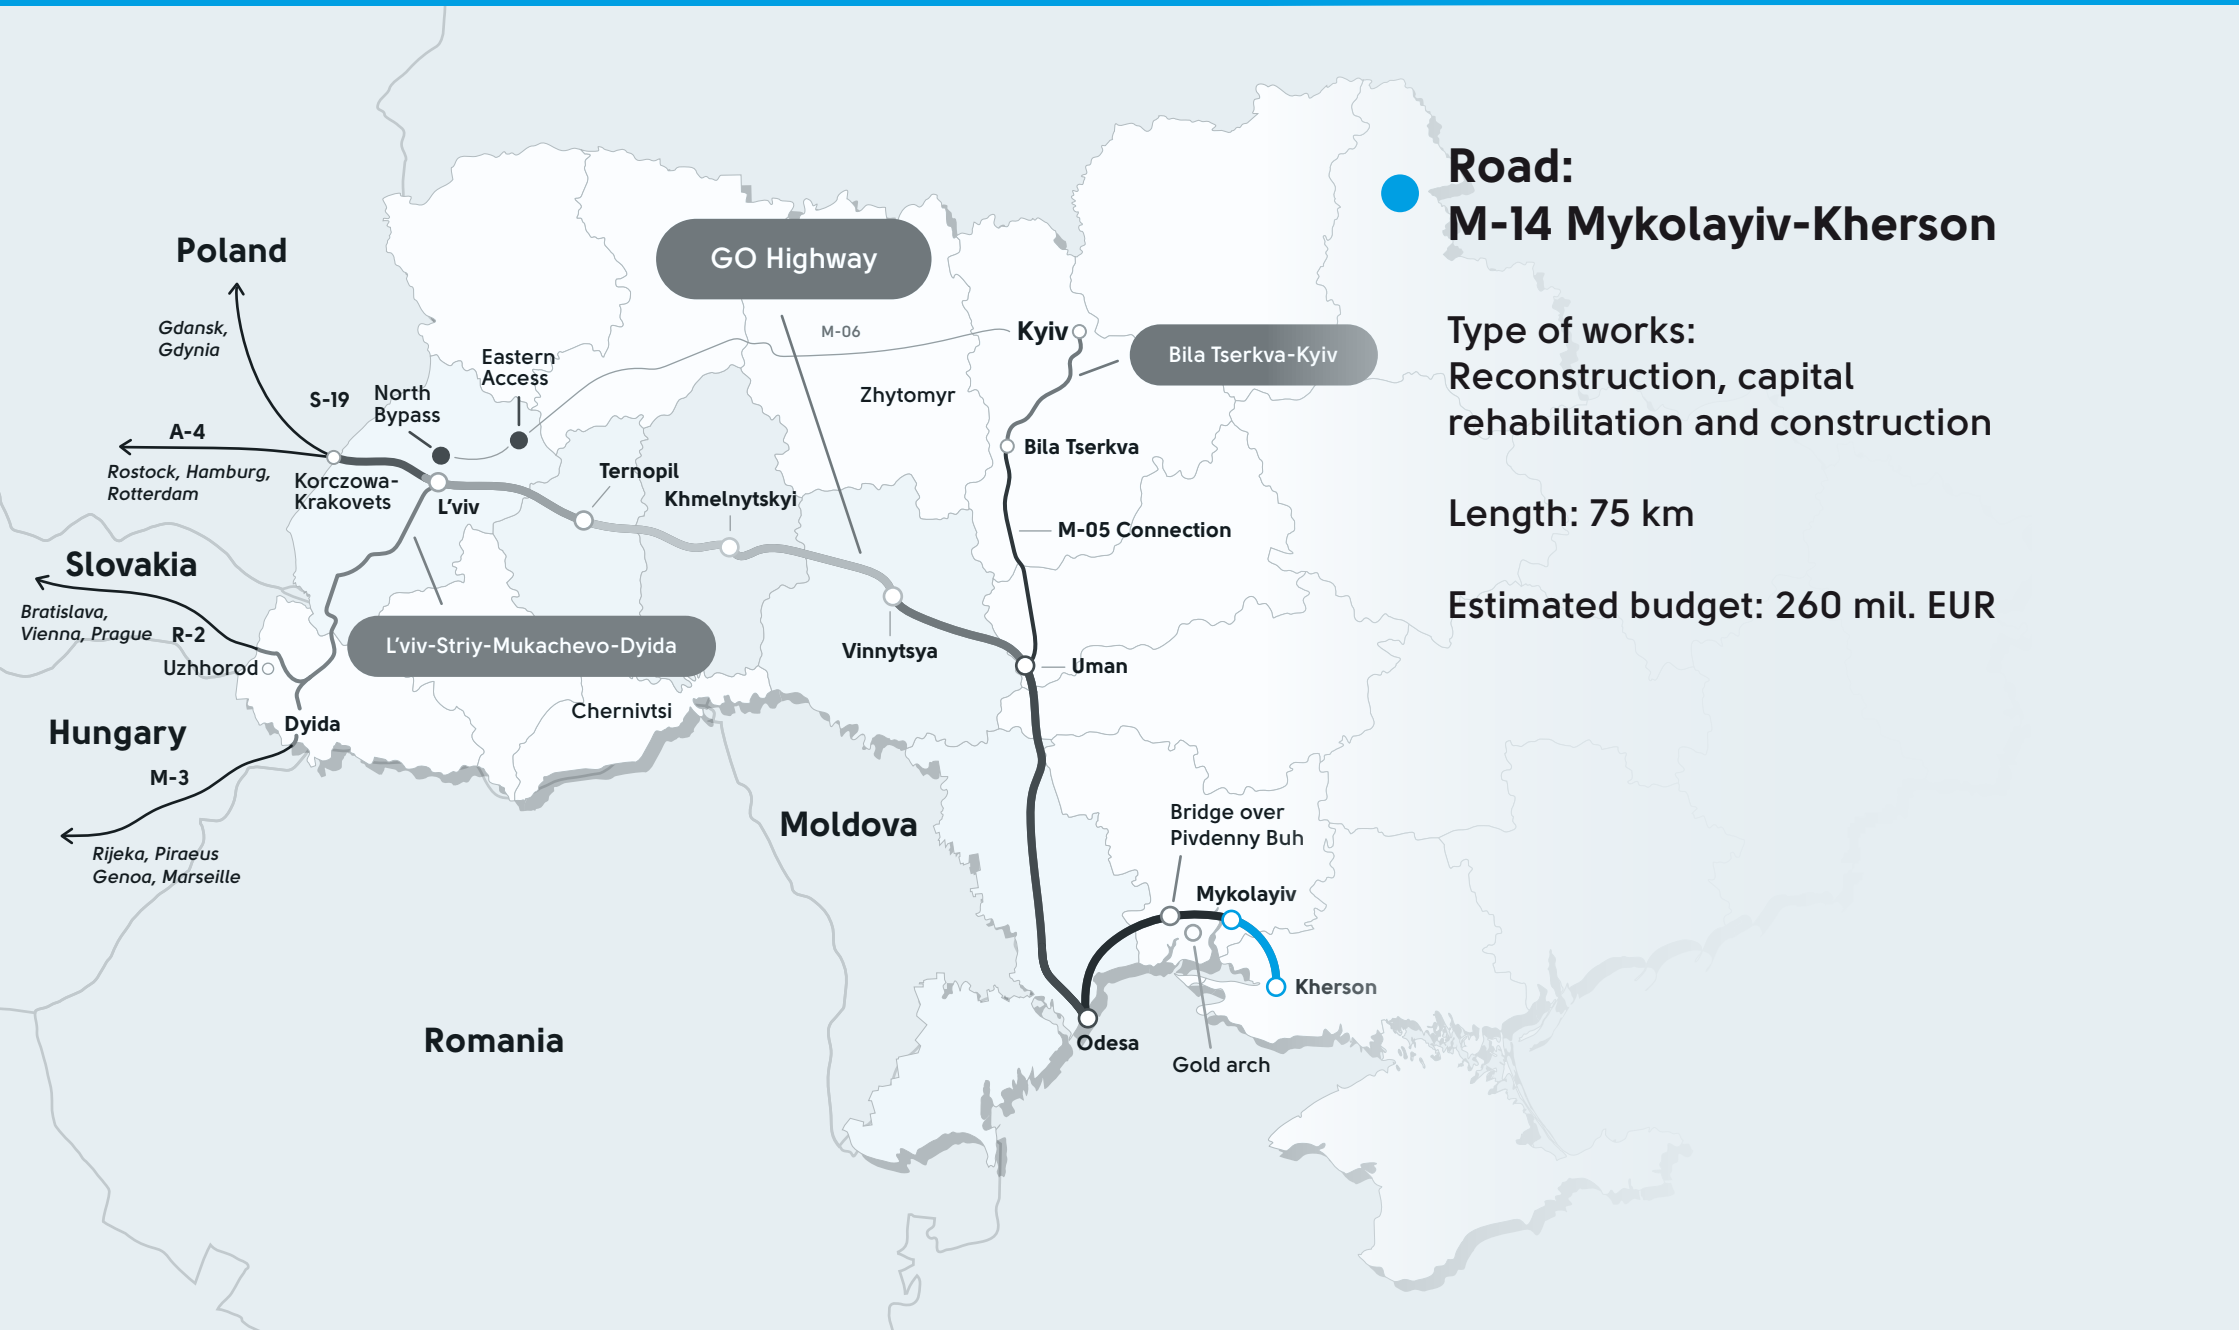 Road:
M-14 Mykolayiv-Kherson
Type of works:
Reconstruction, capital
rehabilitation and construction
Length: 75 km
Estimated budget: 260 mil. EUR
Poland
GO Highway
Gdansk,
Gdynia
M-06
Kyiv
Bila Tserkva-Kyiv
Eastern
Access
Zhytomyr
S-19
North
Bypass
A-4
Bila Tserkva
Rostock, Hamburg,
Rotterdam
Korczowa-
Krakovets
L'viv
Ternopil
Khmelnytskyi
M-05 Connection
Slovakia
Bratislava,
Vienna, Prague
R-2
Uzhhorod
L'viv-Striy-Mukachevo-Dyida
Vinnytsya
Uman
Chernivtsi
Dyida
Hungary
M-3
Rijeka, Piraeus
Genoa, Marseille
Moldova
Bridge over
Pivdenny Buh
Mykolayiv
Kherson
Romania
Odesa
Gold arch